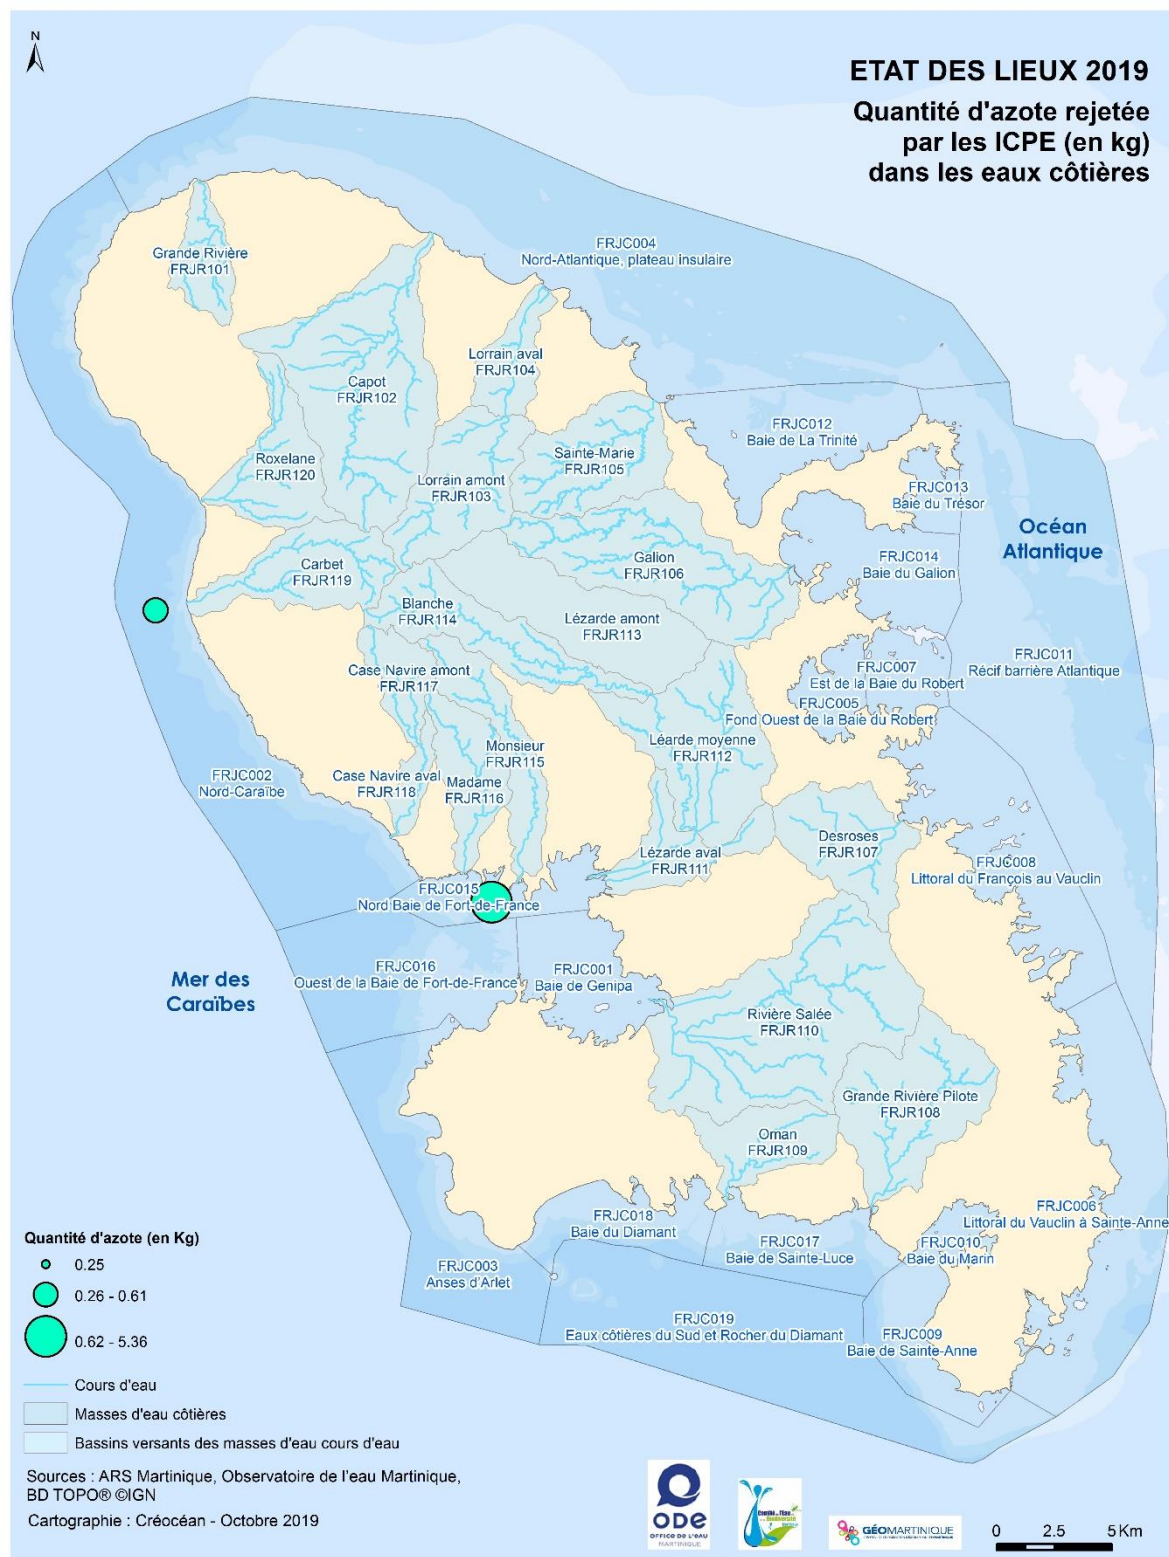 N
ETAT DES LIEUX 2019
Quantité d'azote rejetée
par les ICPE (en kg)
dans les eaux côtières
FRJC004
Nord-Atlantique, plateau insulaire
Grande Rivière
FRJR101
Lorrain aval
FRJR104
Capot
FRJR102
FRJC012
Baie de La Trinité
Sainte-Marie
FRJR105
Roxelane
FRJR120
Lorrain amont
FRJR103
FRJC013
Baie du Trésor
Océan
Atlantique
Galion
FRJR106
FRJC014
Baie du Galion
Carbet
FRJR119
Blanche
FRJR114
Lézarde amont
FRJR113
FRJC011
Récif barrière Atlantique
FRJC007
Est de la Baie du Robert
Case Navire amont
FRJR117
FRJC005
Fond Ouest de la Baie du Robert
Léarde moyenne
FRJR112
Monsieur
FRJR115
FRJC002
Nord-Caraïbe
Case Navire aval
FRJR118
Madame
FRJR116
Desroses
FRJR107
Lézarde aval
FRJR111
FRJC008
Littoral du François au Vauclin
FRJC015
Nord Baie de Fort-de-France
Mer des
Caraïbes
FRJC016
Ouest de la Baie de Fort-de-France
FRJC001
Baie de Génipa
Rivière Salée
FRJR110
Grande Rivière Pilote
FRJR108
Oman
FRJR109
FRJC006
Littoral du Vauclin à Sainte-Anne
FRJC018
Baie du Diamant
FRJC017
Baie de Sainte-Luce
FRJC010
Baie du Marin
FRJC003
Anses d'Arlet
FRJC019
Eaux côtières du Sud et Rocher du Diamant
FRJC009
Baie de Sainte-Anne
Quantité d'azote (en Kg)
0.25
0.26 - 0.61
0.62 - 5.36
Cours d'eau
Masses d'eau côtières
Bassins versants des masses d'eau cours d'eau
Sources : ARS Martinique, Observatoire de l'eau Martinique,
BD TOPO® ©IGN
Cartographie : Créocéan - Octobre 2019
ODE
OFFICE DE L'EAU
MARTINIQUE
Comité de l'Eau
Biodiversité
GÉOMARTINIQUE
0 2.5 5 Km